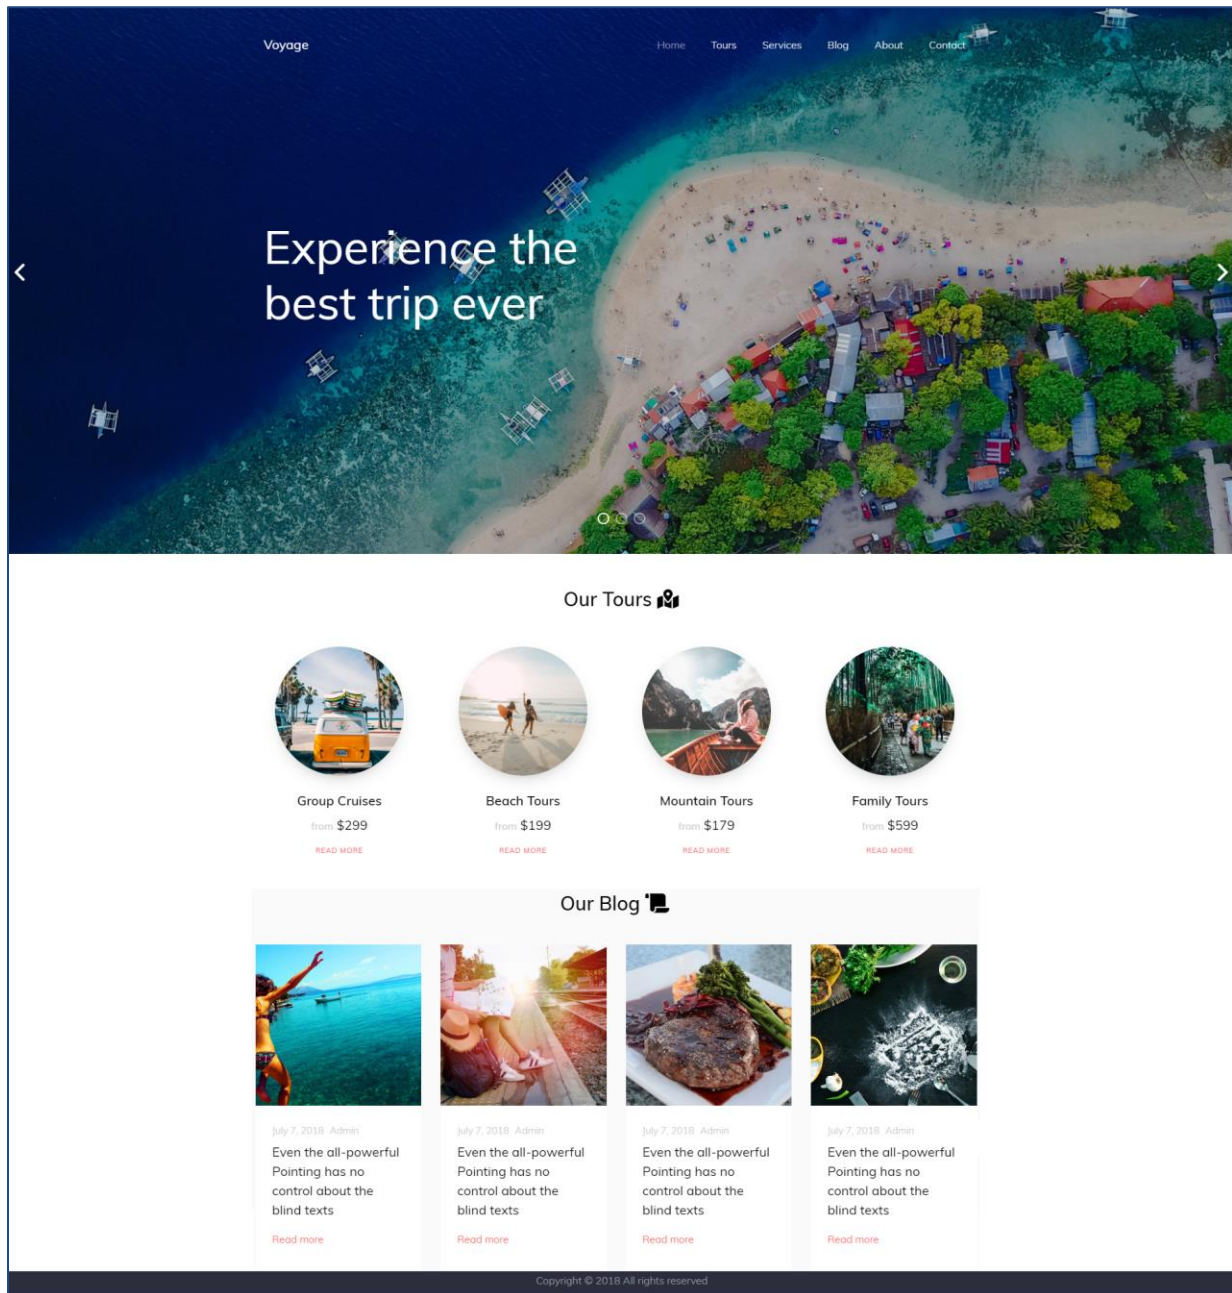 Voyage
Home Tours Services Blog About Contact
Experience the
best trip ever
Our Tours
Group Cruises
from $299
READ MORE
Beach Tours
from $199
READ MORE
Mountain Tours
from $179
READ MORE
Family Tours
from $599
READ MORE
Our Blog
July 7, 2018 Admin
Even the all-powerful
Pointing has no
control about the
blind texts
Read more
July 7, 2018 Admin
Even the all-powerful
Pointing has no
control about the
blind texts
Read more
July 7, 2018 Admin
Even the all-powerful
Pointing has no
control about the
blind texts
Read more
July 7, 2018 Admin
Even the all-powerful
Pointing has no
control about the
blind texts
Read more
Copyright © 2018 All rights reserved